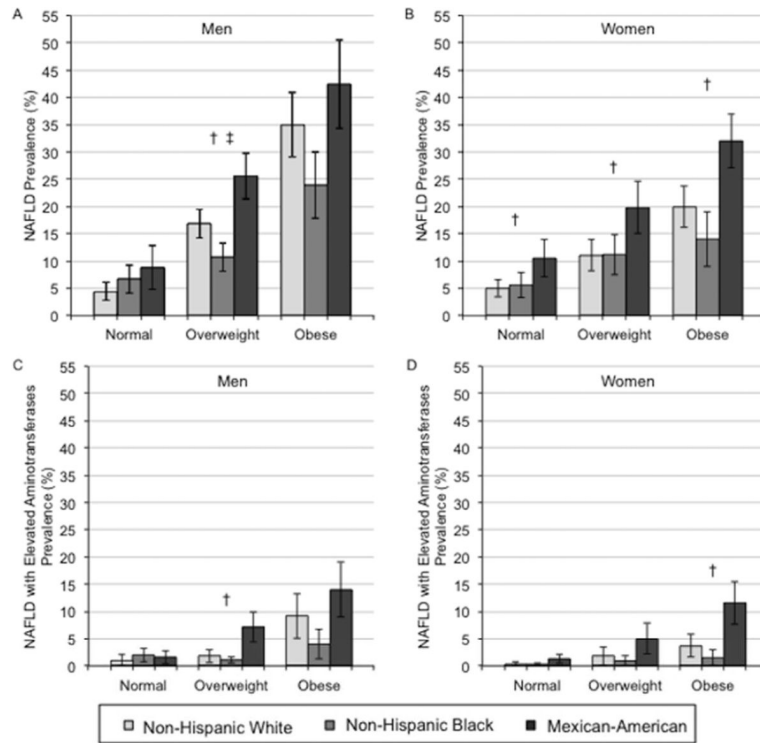 A
Men
NAFLD Prevalence (%)
55
50
45
40
35
30
25
20
15
10
5
0
† ‡
Normal
Overweight
Obese
B
Women
NAFLD Prevalence (%)
55
50
45
40
35
30
25
20
15
10
5
0
†
†
†
Normal
Overweight
Obese
C
Men
NAFLD with Elevated Aminotransferases
Prevalence (%)
55
50
45
40
35
30
25
20
15
10
5
0
†
Normal
Overweight
Obese
D
Women
NAFLD with Elevated Aminotransferases
Prevalence (%)
55
50
45
40
35
30
25
20
15
10
5
0
†
Normal
Overweight
Obese
Non-Hispanic White
Non-Hispanic Black
Mexican-American